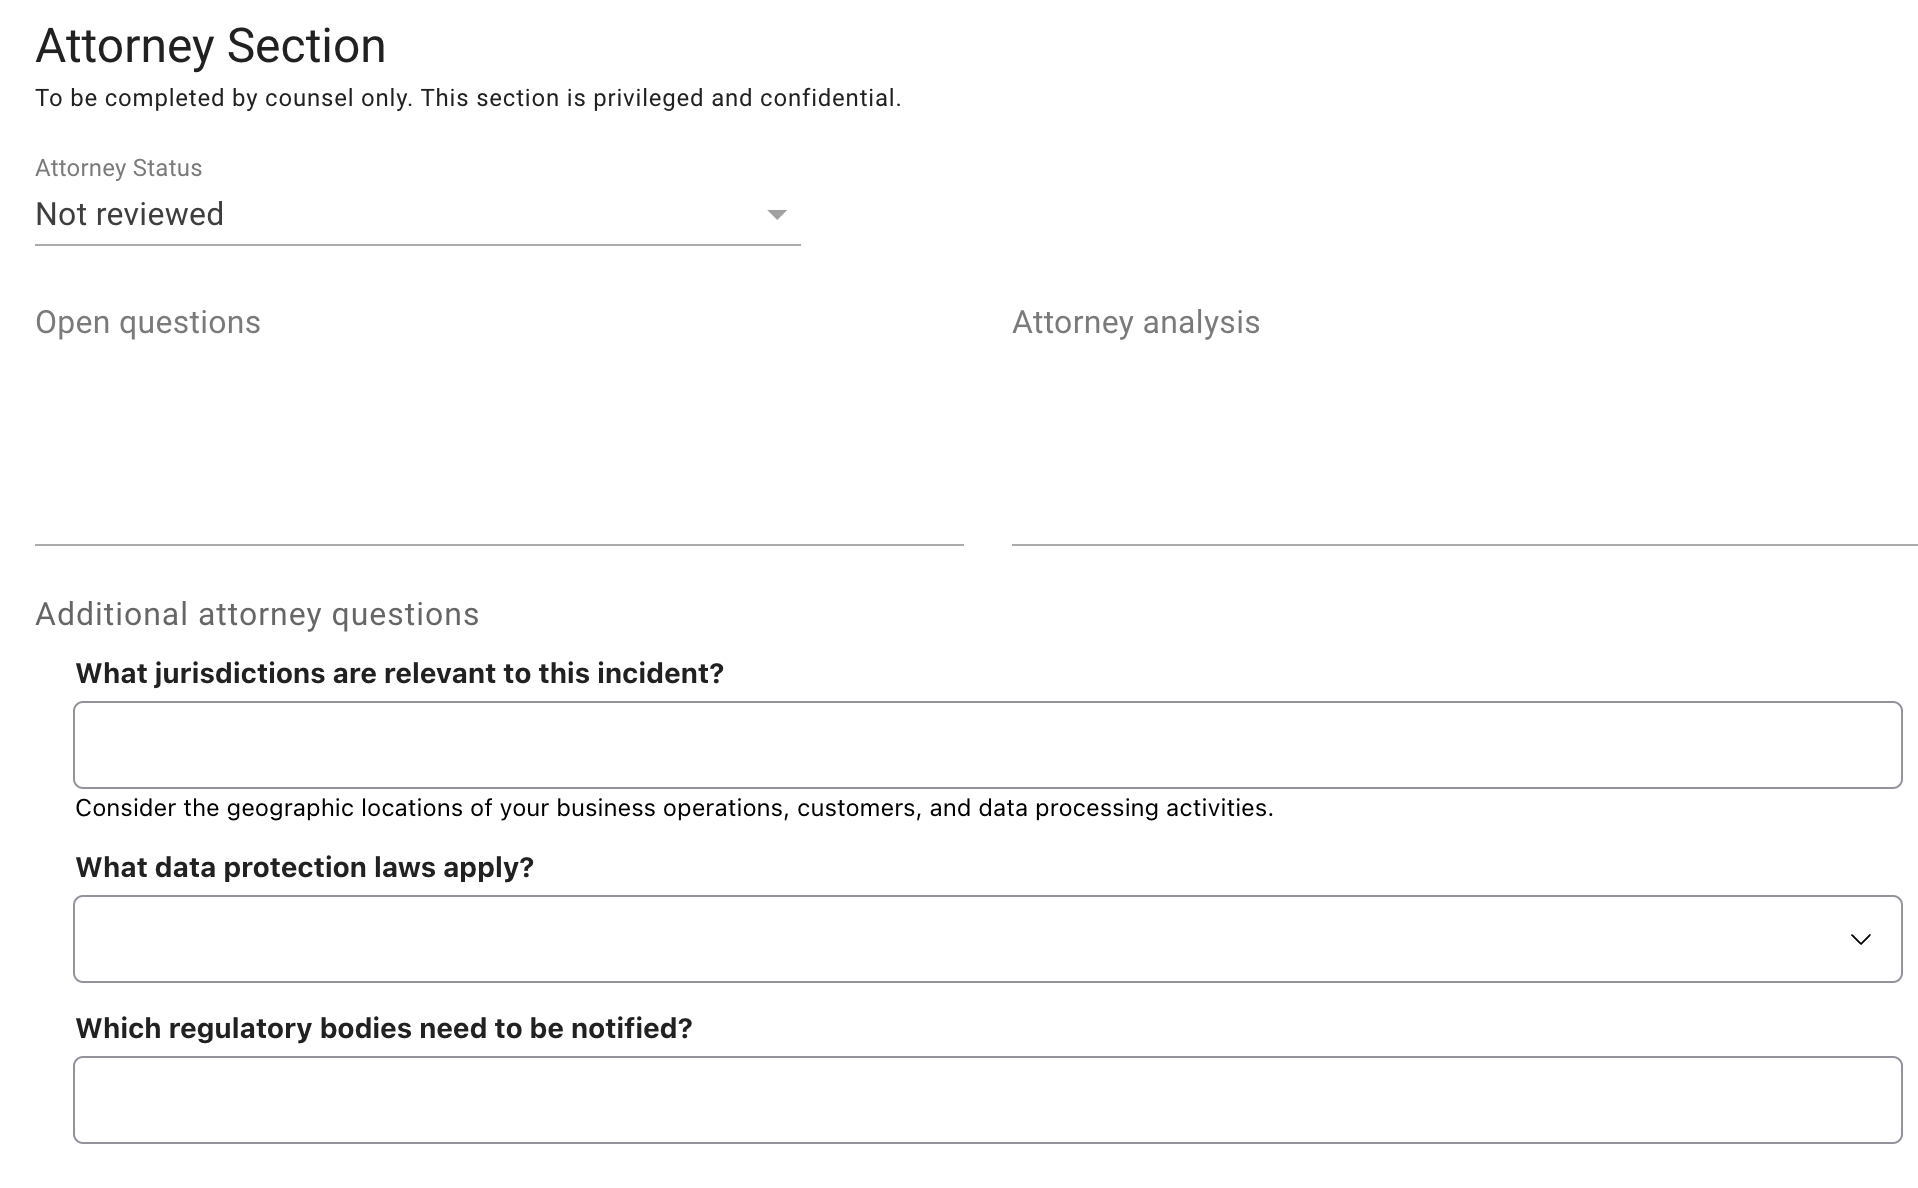 Attorney Section
To be completed by counsel only. This section is privileged and confidential.
Attorney Status
Not reviewed
Open questions
Attorney analysis
Additional attorney questions
What jurisdictions are relevant to this incident?
Consider the geographic locations of your business operations, customers, and data processing activities.
What data protection laws apply?
Which regulatory bodies need to be notified?